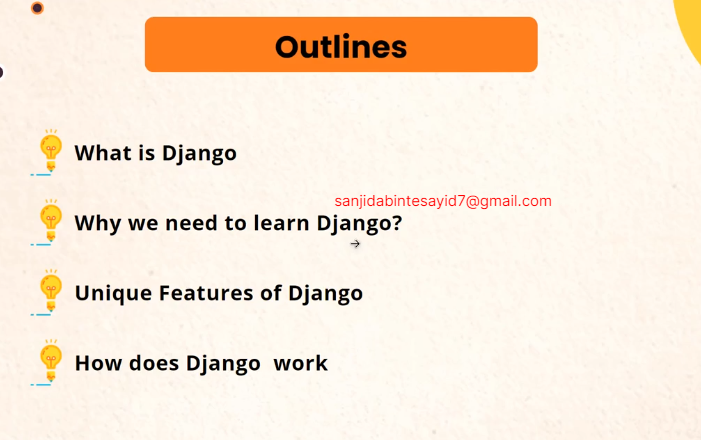 Outlines
What is Django
sanjidabintesayid7@gmail.com
Why we need to learn Django?
Unique Features of Django
How does Django  work